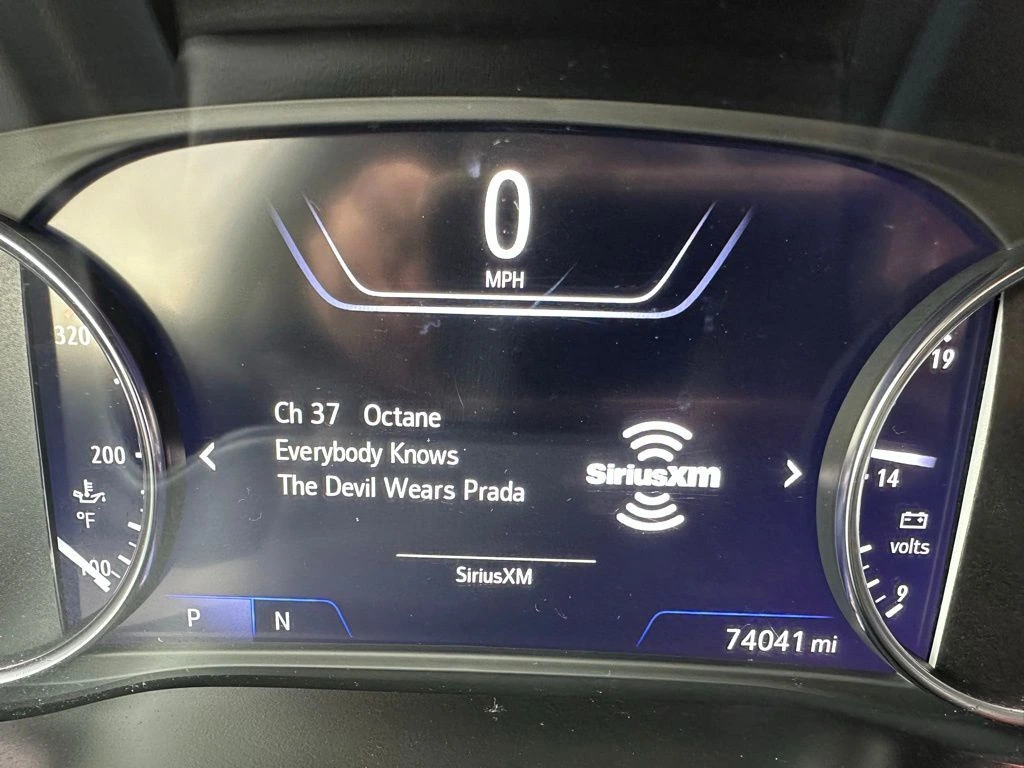 0
MPH
320
200
°F
100
Ch 37 Octane
Everybody Knows
The Devil Wears Prada
SiriusXM
SiriusXM
19
14
volts
9
P N
74041 mi